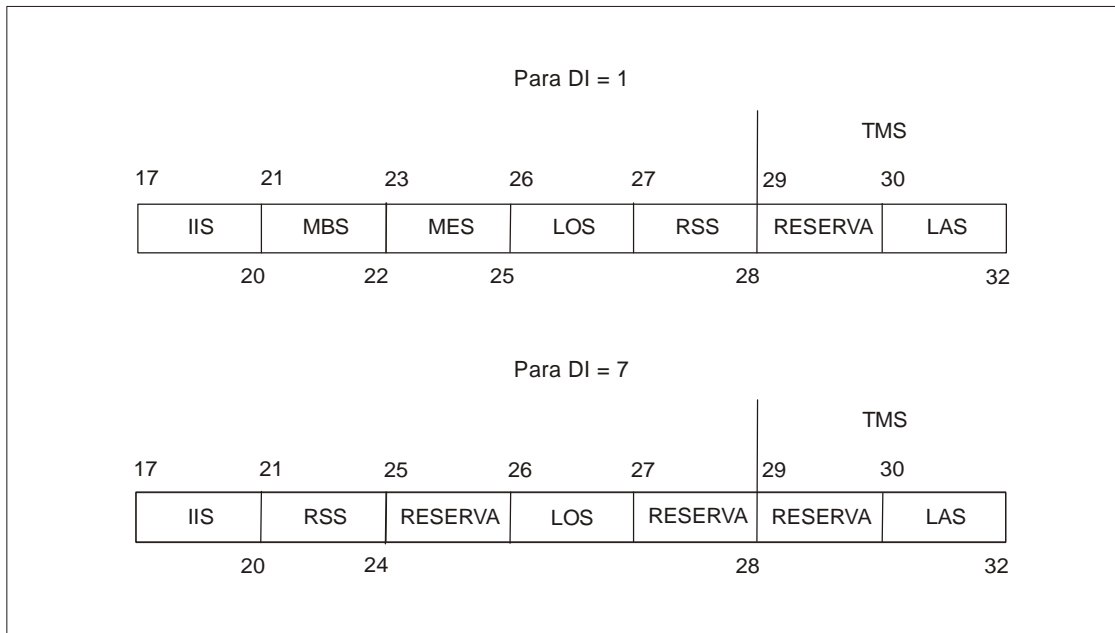 Para DI = 1
TMS
17 21 23 26 27 29 30
IIS MBS MES LOS RSS RESERVA LAS
20 22 25 28 32
Para DI = 7
TMS
17 21 25 26 27 29 30
IIS RSS RESERVA LOS RESERVA RESERVA LAS
20 24 28 32